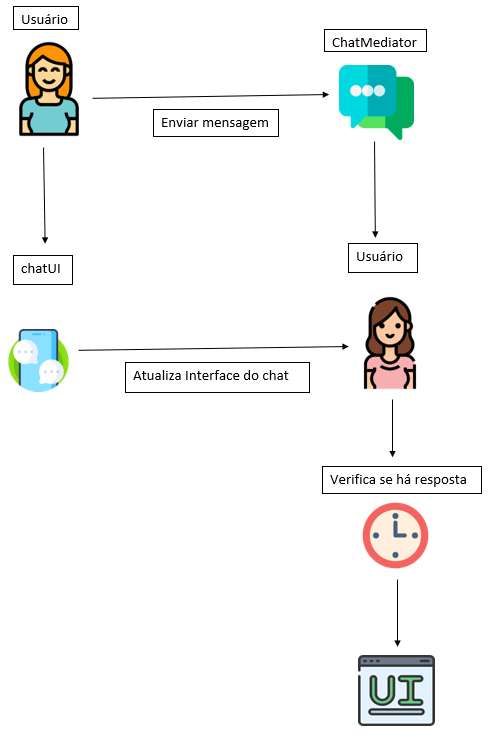 Usuário
ChatMediator
Enviar mensagem
chatUI
Usuário
Atualiza Interface do chat
Verifica se há resposta
UI